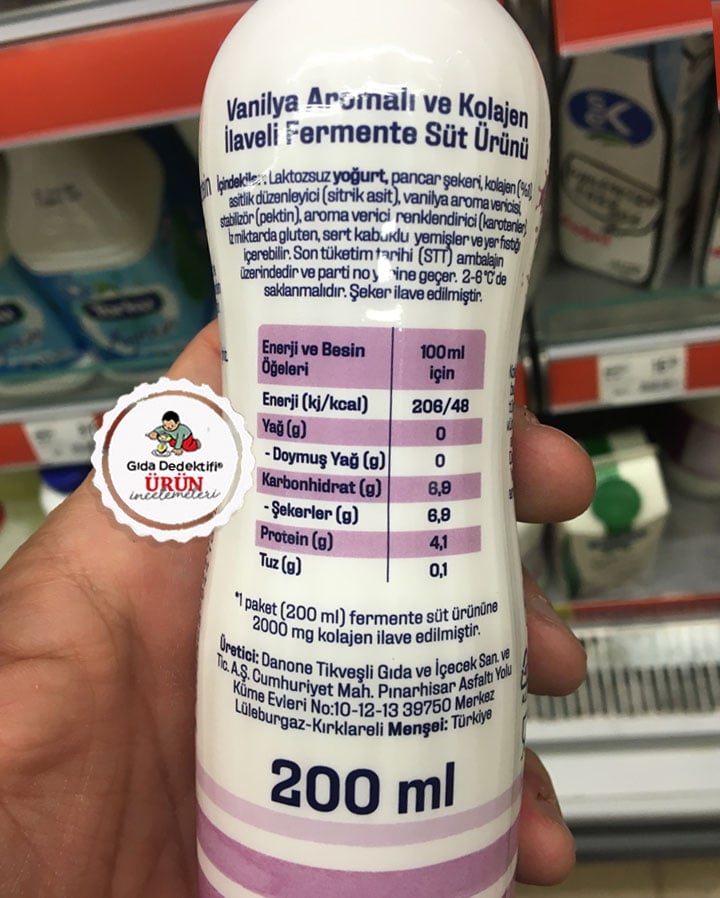 Vanilya Aromalı ve Kolajen
İlaveli Fermente Süt Ürünü
İçindekiler: Laktozsuz yoğurt, pancar şekeri, kolajen (%1)
asitlik düzenleyici (sitrik asit), vanilya aroma vericisi,
stabilizör (pektin), aroma verici, renklendirici (karotenler)
İz miktarda gluten, sert kabuklu yemişler ve yer fıstığı
içerebilir. Son tüketim tarihi (STT) ambalajın
üzerindedir ve parti no yerine geçer. 2-6°C'de
saklanmalıdır. Şeker ilave edilmiştir.
Enerji ve Besin Öğeleri 100ml için
Enerji (kj/kcal) 206/48
Yağ (g) 0
- Doymuş Yağ (g) 0
Karbonhidrat (g) 6,9
- Şekerler (g) 6,9
Protein (g) 4,1
Tuz (g) 0,1
*1 paket (200 ml) fermente süt ürününe
2000 mg kolajen ilave edilmiştir.
Üretici: Danone Tikveşli Gıda ve İçecek San. ve
Tic. A.Ş. Cumhuriyet Mah. Pınarhisar Asfaltı Yolu
Küme Evleri No:10-12-13 39750 Merkez
Lüleburgaz-Kırklareli Menşei: Türkiye
200 ml
Gıda Dedektifi®
ÜRÜN
incelemeleri